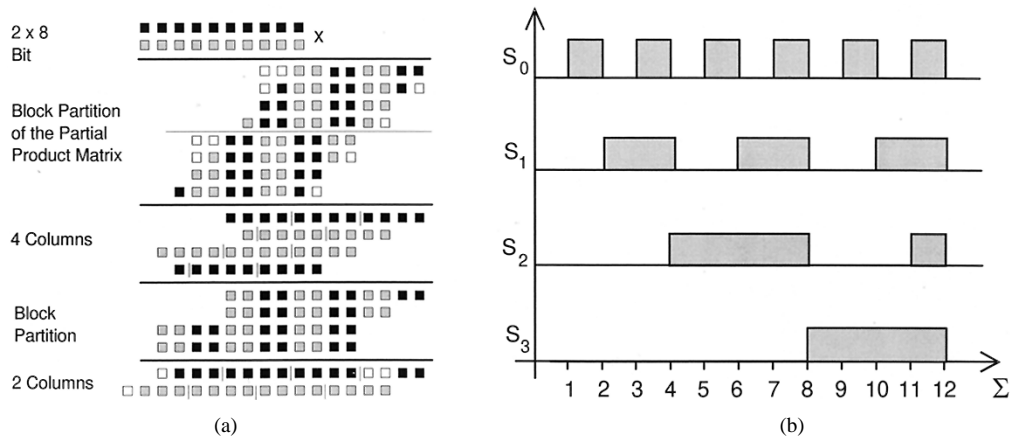 2 x 8
Bit
x
Block Partition
of the Partial
Product Matrix
4 Columns
Block
Partition
2 Columns
(a)
S0
S1
S2
S3
1 2 3 4 5 6 7 8 9 10 11 12 Σ
(b)